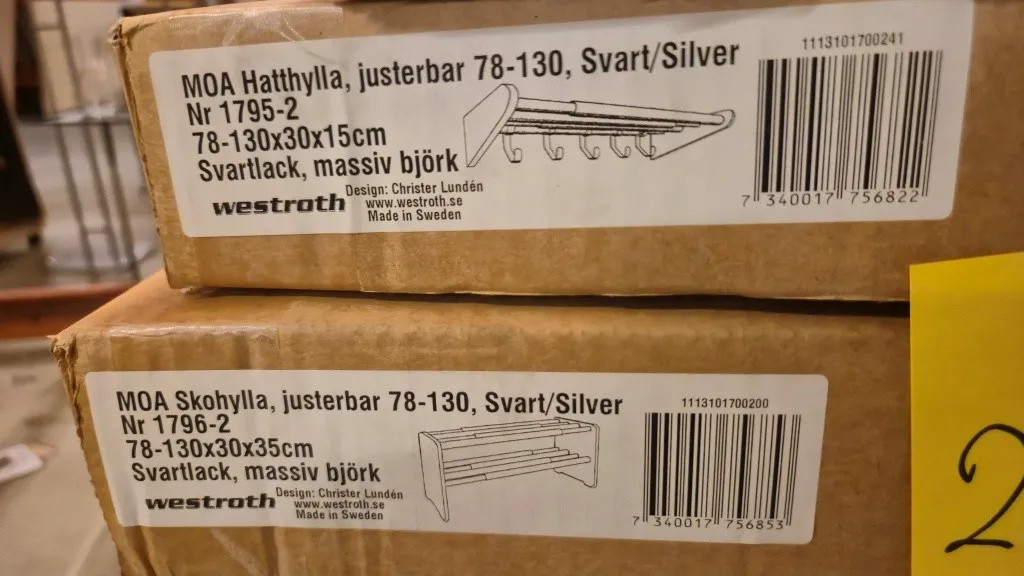 MOA Hatthylla, justerbar 78-130, Svart/Silver
Nr 1795-2
78-130x30x15cm
Svartlack, massiv björk
westroth
Design: Christer Lundén
www.westroth.se
Made in Sweden
1113101700241
7 340017 756822
MOA Skohylla, justerbar 78-130, Svart/Silver
Nr 1796-2
78-130x30x35cm
Svartlack, massiv björk
westroth
Design: Christer Lundén
www.westroth.se
Made in Sweden
1113101700200
7 340017 756853
2